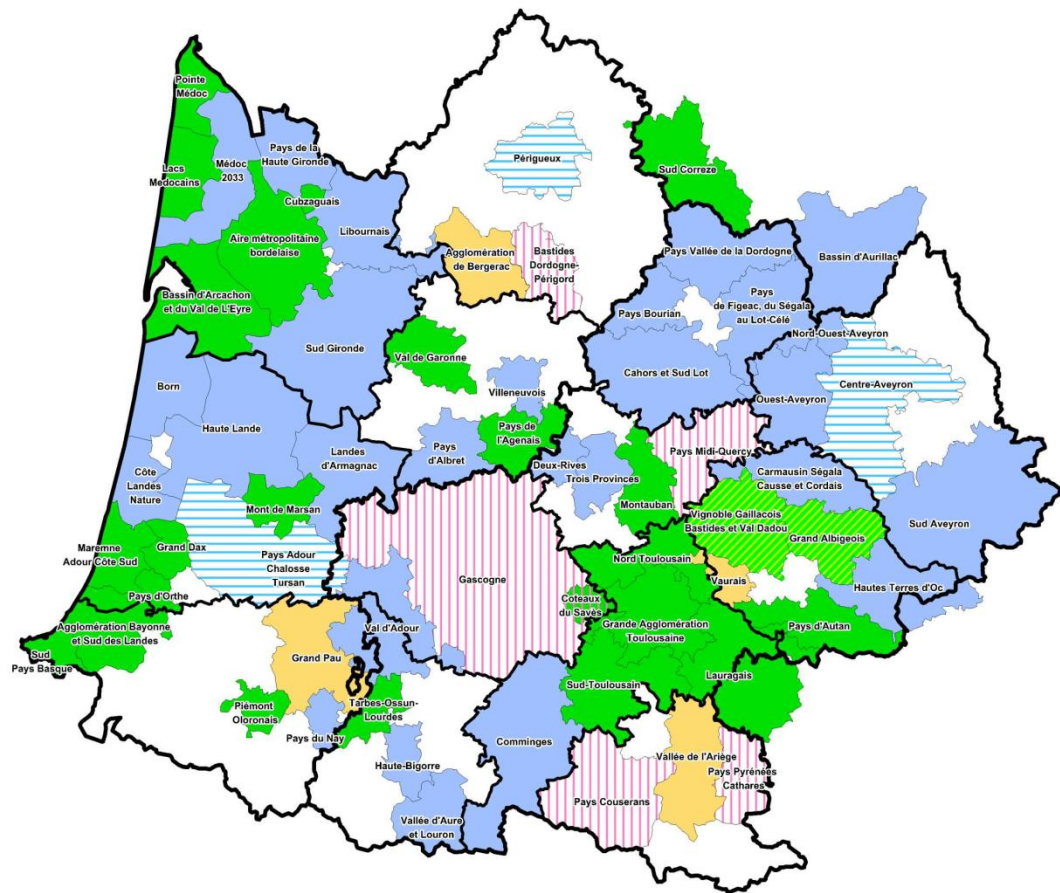 Pointe
Médoc
Lacs
Medocains
Médoc
2033
Pays de la
Haute Gironde
Cubzaguais
Libournais
Aire métropolitaine
bordelaise
Bassin d'Arcachon
et du Val de L'Eyre
Sud Gironde
Périgueux
Agglomération
de Bergerac
Bastides
Dordogne-
Périgord
Sud Correze
Pays Vallée de la Dordogne
Bassin d'Aurillac
Pays Bourian
Pays
de Figeac, du Ségala
au Lot-Célé
Cahors et Sud Lot
Nord-Ouest-Aveyron
Centre-Aveyron
Ouest-Aveyron
Val de Garonne
Villeneuvois
Pays de
l'Agenais
Pays
d'Albret
Born
Haute Lande
Landes
d'Armagnac
Côte
Landes
Nature
Mont de Marsan
Deux-Rives
Trois Provinces
Pays Midi-Quercy
Montauban
Carmausin Ségala
Causse et Cordais
Vignoble Gaillacois
Bastides et Val Dadou
Grand Albigeois
Sud Aveyron
Maremne
Adour Côte Sud
Grand Dax
Pays d'Orthe
Pays Adour
Chalosse
Tursan
Gascogne
Nord Toulousain
Vaurais
Hautes Terres d'Oc
Coteaux
du Savès
Grande Agglomération
Toulousaine
Pays d'Autan
Agglomération Bayonne
et Sud des Landes
Sud
Pays Basque
Val d'Adour
Grand Pau
Lauragais
Sud-Toulousain
Piémont
Oloronais
Tarbes-Ossun-
Lourdes
Pays du Nay
Comminges
Haute-Bigorre
Vallée de l'Ariège
Pays Pyrénées
Cathares
Pays Couserans
Vallée d'Aure
et Louron